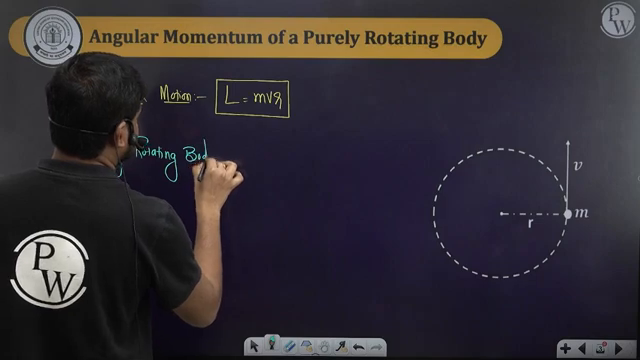 PW
Angular Momentum of a Purely Rotating Body
Motion :- L = mvr
Rotating Bod
v
m
r
PW